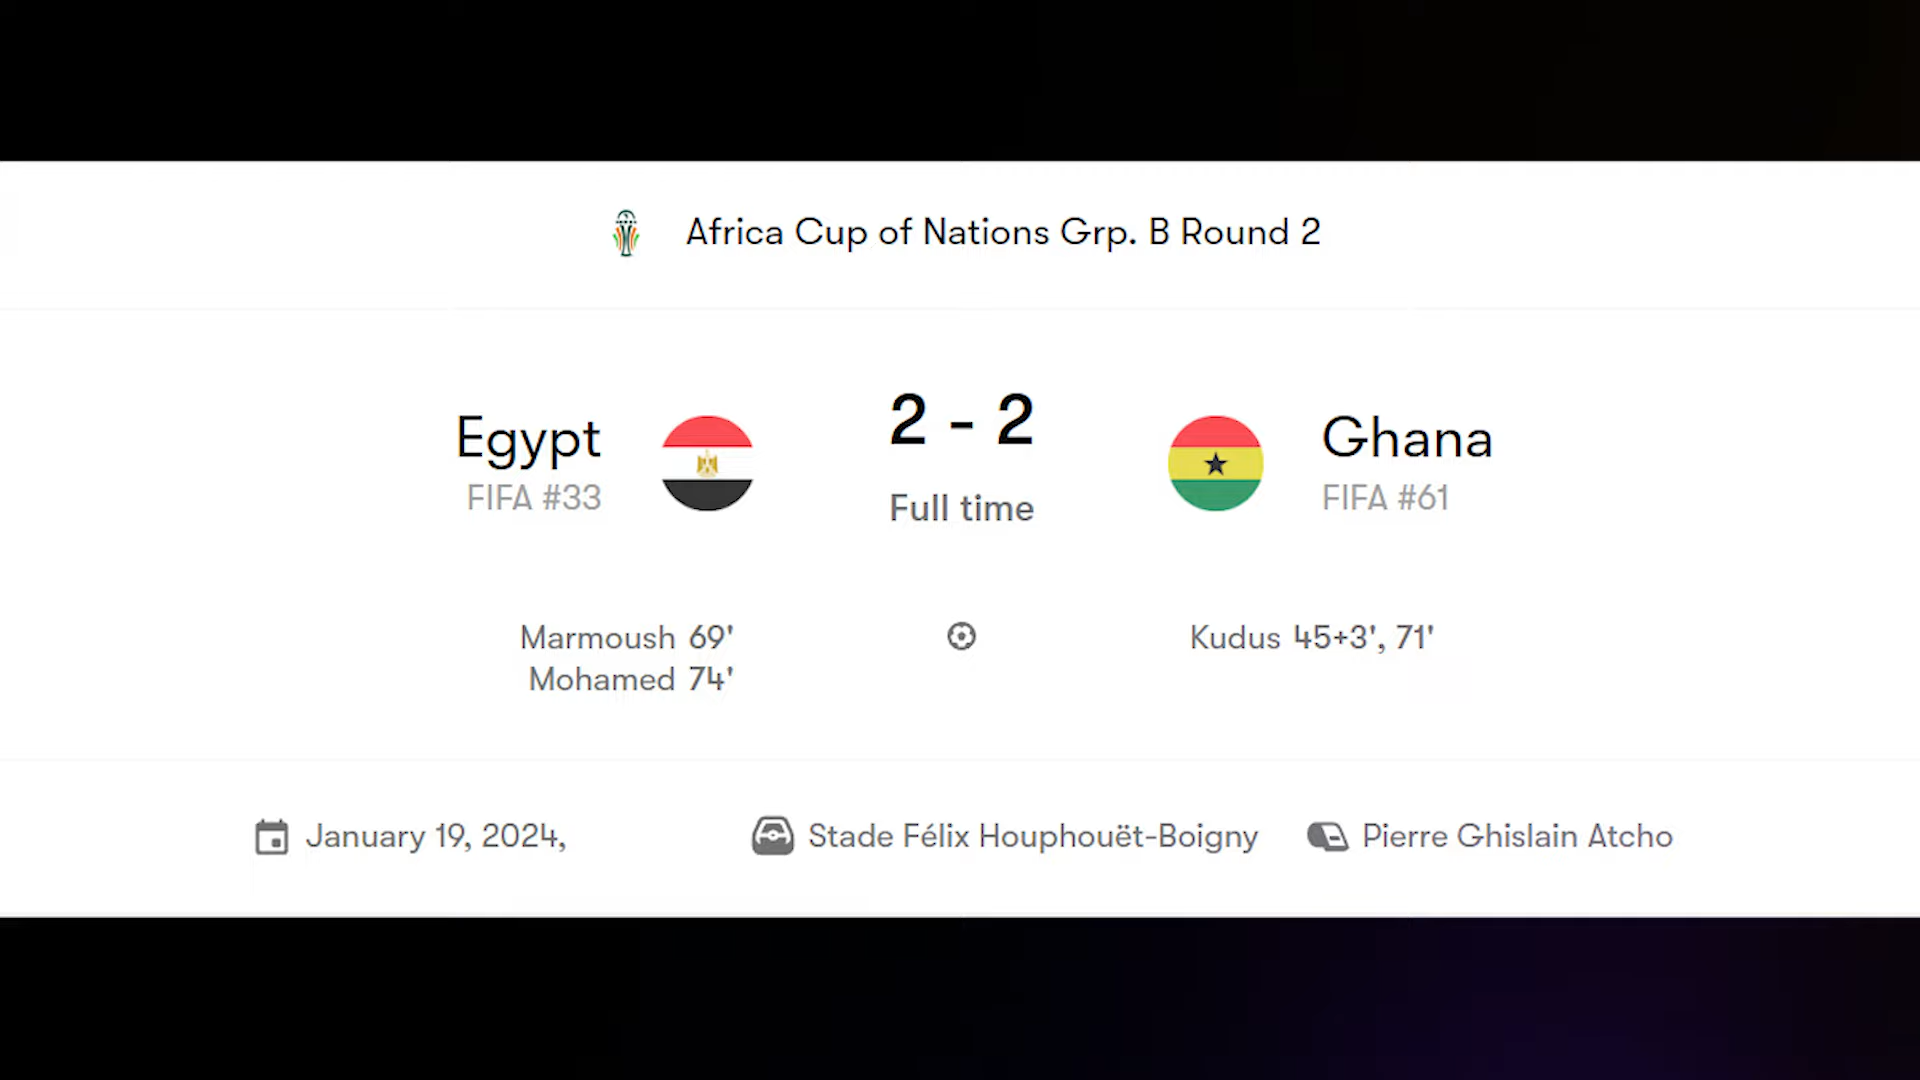 Africa Cup of Nations Grp. B Round 2
Egypt 2 - 2 Ghana
FIFA #33 Full time FIFA #61
Marmoush 69' Kudus 45+3', 71'
Mohamed 74'
January 19, 2024, Stade Félix Houphouët-Boigny Pierre Ghislain Atcho